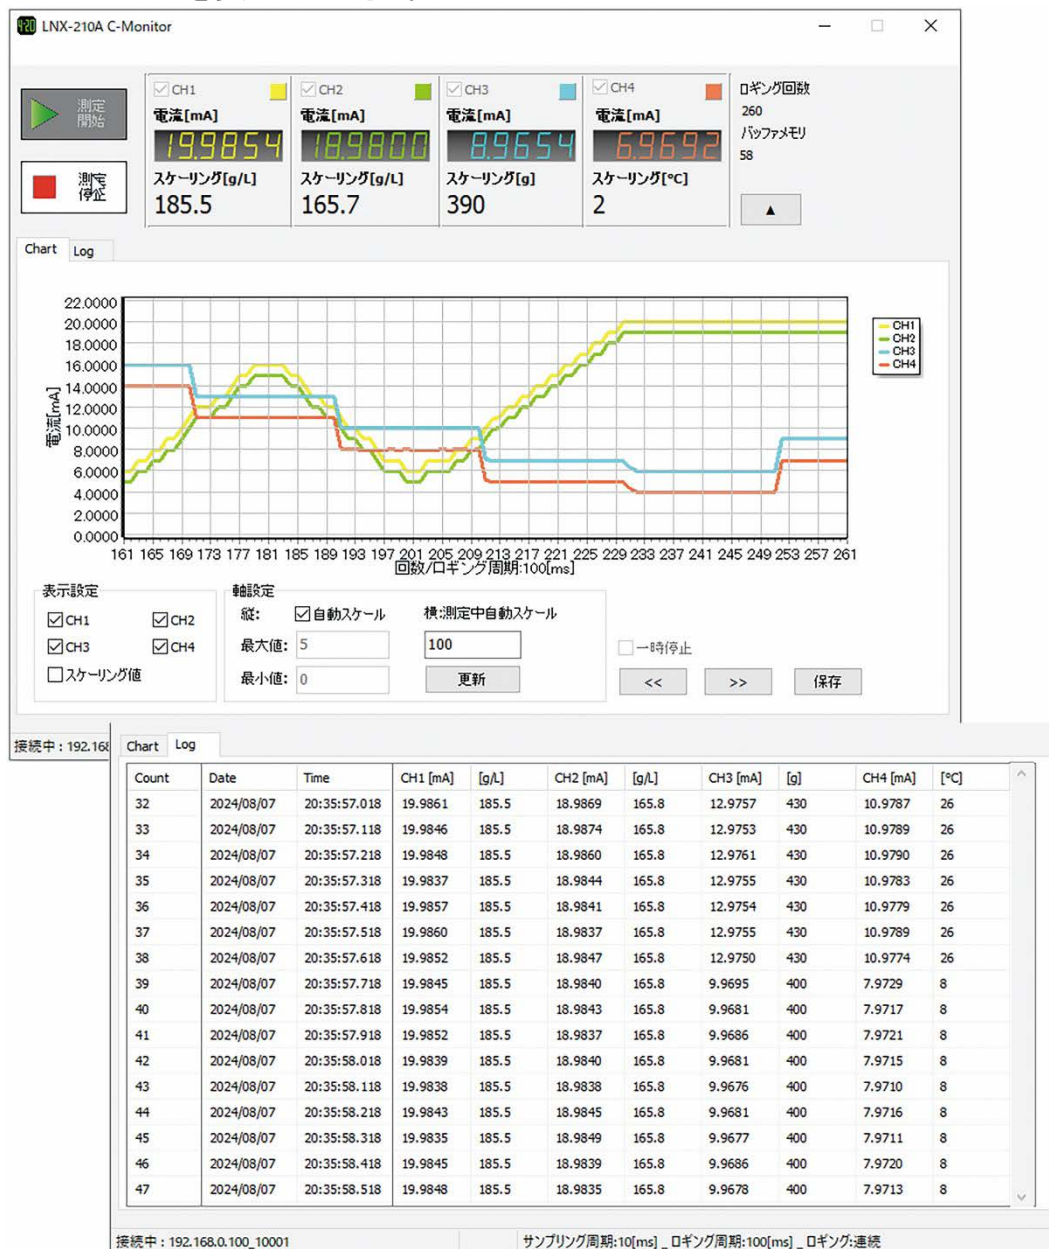 LNX-210A C-Monitor
測定開始
測定停止
CH1
電流[mA]
19.9854
スケーリング[g/L]
185.5
CH2
電流[mA]
18.9800
スケーリング[g/L]
165.7
CH3
電流[mA]
8.9654
スケーリング[g]
390
CH4
電流[mA]
6.9692
スケーリング[℃]
2
ロギング回数
260
バッファメモリ
58
▲
Chart Log
22.0000
20.0000
18.0000
16.0000
14.0000
12.0000
10.0000
8.0000
6.0000
4.0000
2.0000
0.0000
電流[mA]
161 165 169 173 177 181 185 189 193 197 201 205 209 213 217 221 225 229 233 237 241 245 249 253 257 261
回数/ロギング周期:100[ms]
CH1
CH2
CH3
CH4
表示設定
CH1 CH2
CH3 CH4
スケーリング値
軸設定
縦: 自動スケール 横:測定中自動スケール
最大値: 5 100
最小値: 0 更新
一時停止
<< >> 保存
接続中 : 192.168
Chart Log
Count Date Time CH1 [mA] [g/L] CH2 [mA] [g/L] CH3 [mA] [g] CH4 [mA] [℃]
32 2024/08/07 20:35:57.018 19.9861 185.5 18.9869 165.8 12.9757 430 10.9787 26
33 2024/08/07 20:35:57.118 19.9846 185.5 18.9874 165.8 12.9753 430 10.9789 26
34 2024/08/07 20:35:57.218 19.9848 185.5 18.9860 165.8 12.9761 430 10.9790 26
35 2024/08/07 20:35:57.318 19.9837 185.5 18.9844 165.8 12.9755 430 10.9783 26
36 2024/08/07 20:35:57.418 19.9857 185.5 18.9841 165.8 12.9754 430 10.9779 26
37 2024/08/07 20:35:57.518 19.9860 185.5 18.9837 165.8 12.9755 430 10.9789 26
38 2024/08/07 20:35:57.618 19.9852 185.5 18.9847 165.8 12.9750 430 10.9774 26
39 2024/08/07 20:35:57.718 19.9845 185.5 18.9840 165.8 9.9695 400 7.9729 8
40 2024/08/07 20:35:57.818 19.9854 185.5 18.9843 165.8 9.9681 400 7.9717 8
41 2024/08/07 20:35:57.918 19.9852 185.5 18.9837 165.8 9.9686 400 7.9721 8
42 2024/08/07 20:35:58.018 19.9839 185.5 18.9840 165.8 9.9681 400 7.9715 8
43 2024/08/07 20:35:58.118 19.9838 185.5 18.9838 165.8 9.9676 400 7.9710 8
44 2024/08/07 20:35:58.218 19.9843 185.5 18.9845 165.8 9.9681 400 7.9716 8
45 2024/08/07 20:35:58.318 19.9835 185.5 18.9849 165.8 9.9677 400 7.9711 8
46 2024/08/07 20:35:58.418 19.9845 185.5 18.9839 165.8 9.9686 400 7.9720 8
47 2024/08/07 20:35:58.518 19.9848 185.5 18.9835 165.8 9.9678 400 7.9713 8
接続中 : 192.168.0.100_10001 サンプリング周期:10[ms] _ ロギング周期:100[ms] _ ロギング:連続